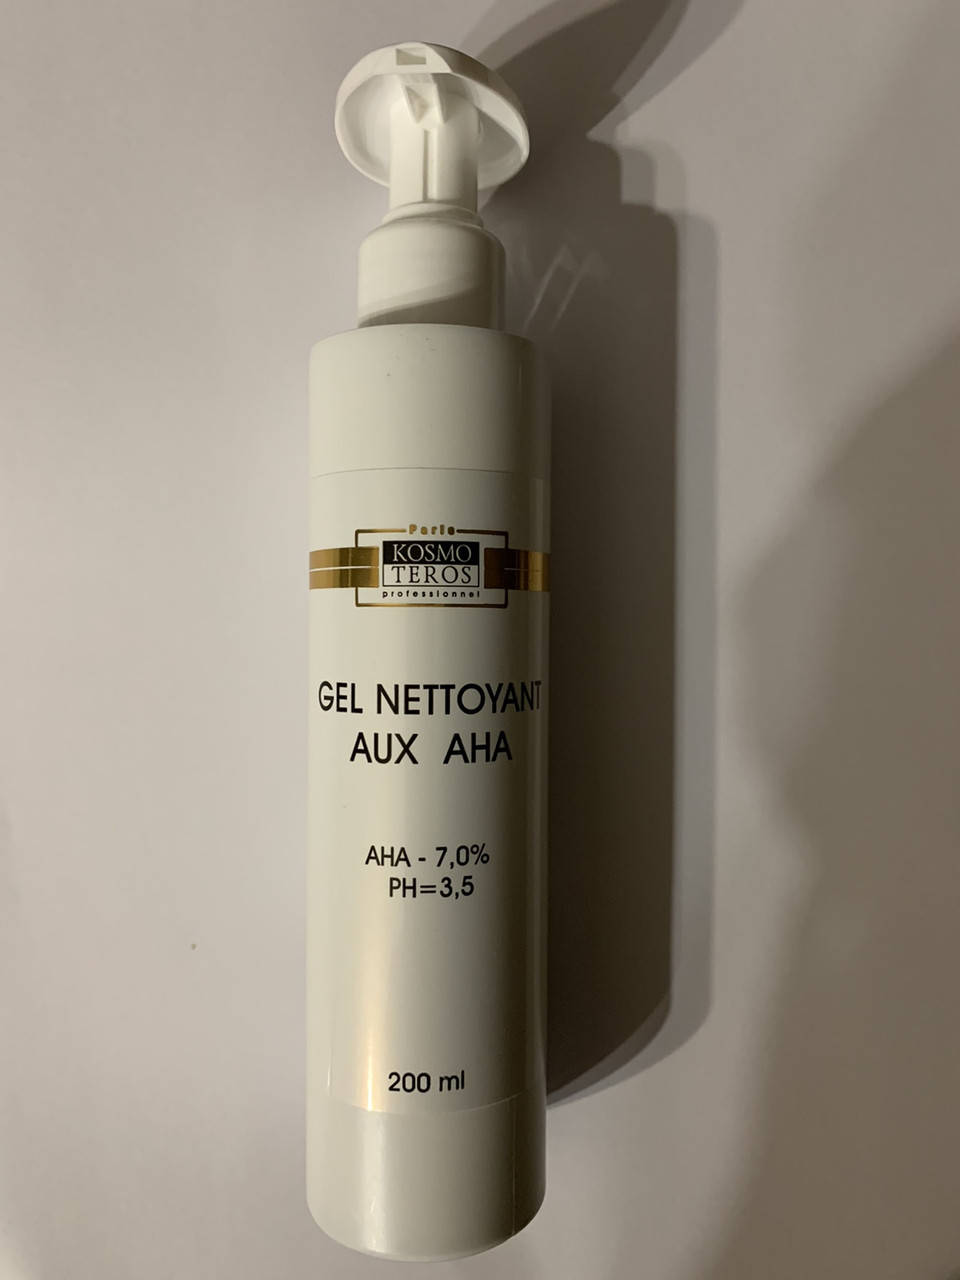 Paris
KOSMO
TEROS
professionnel
GEL NETTOYANT
AUX AHA
AHA - 7,0%
PH=3,5
200 ml